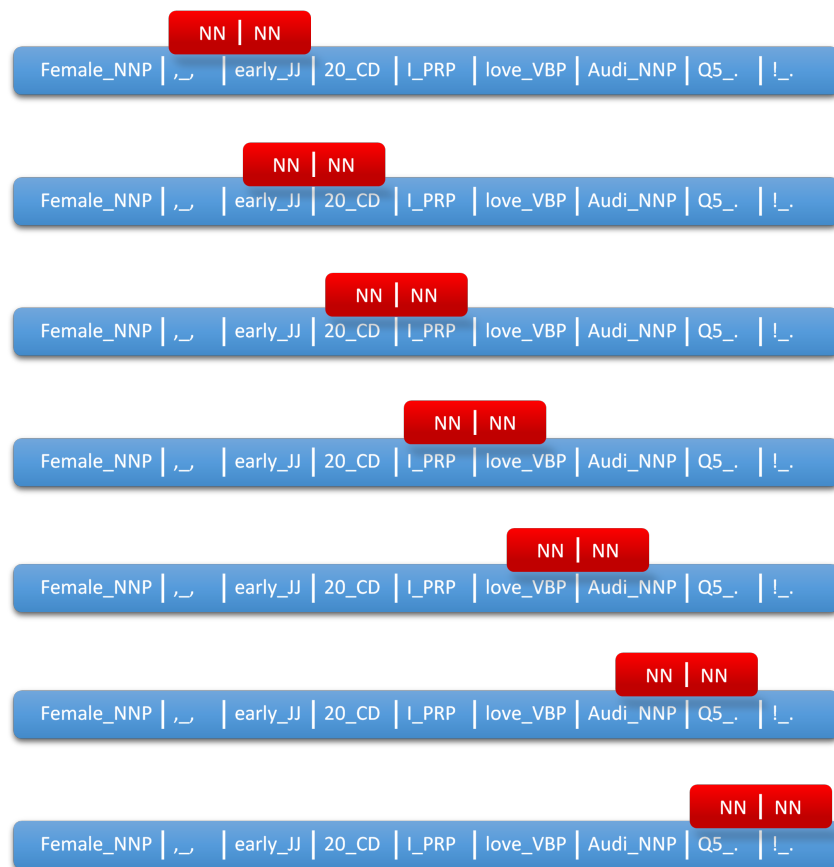 NN | NN
Female_NNP | ,_, | early_JJ | 20_CD | I_PRP | love_VBP | Audi_NNP | Q5_. | !_.
NN | NN
Female_NNP | ,_, | early_JJ | 20_CD | I_PRP | love_VBP | Audi_NNP | Q5_. | !_.
NN | NN
Female_NNP | ,_, | early_JJ | 20_CD | I_PRP | love_VBP | Audi_NNP | Q5_. | !_.
NN | NN
Female_NNP | ,_, | early_JJ | 20_CD | I_PRP | love_VBP | Audi_NNP | Q5_. | !_.
NN | NN
Female_NNP | ,_, | early_JJ | 20_CD | I_PRP | love_VBP | Audi_NNP | Q5_. | !_.
NN | NN
Female_NNP | ,_, | early_JJ | 20_CD | I_PRP | love_VBP | Audi_NNP | Q5_. | !_.
NN | NN
Female_NNP | ,_, | early_JJ | 20_CD | I_PRP | love_VBP | Audi_NNP | Q5_. | !_.